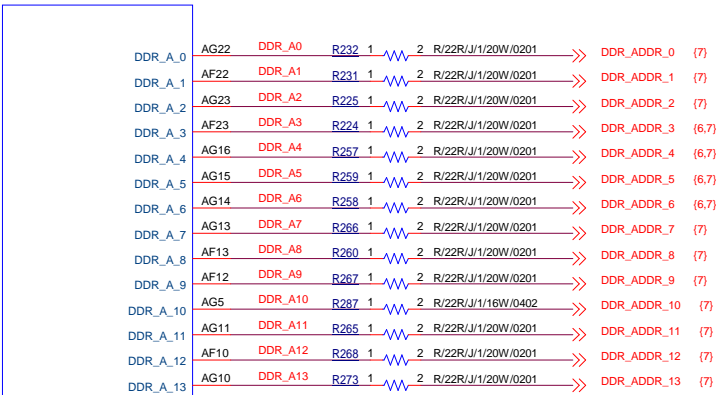 DDR_A_0 AG22 DDR_A0 R232 1 2 R/22R/J/1/20W/0201 DDR_ADDR_0 {7}
DDR_A_1 AF22 DDR_A1 R231 1 2 R/22R/J/1/20W/0201 DDR_ADDR_1 {7}
DDR_A_2 AG23 DDR_A2 R225 1 2 R/22R/J/1/20W/0201 DDR_ADDR_2 {7}
DDR_A_3 AF23 DDR_A3 R224 1 2 R/22R/J/1/20W/0201 DDR_ADDR_3 {6,7}
DDR_A_4 AG16 DDR_A4 R257 1 2 R/22R/J/1/20W/0201 DDR_ADDR_4 {6,7}
DDR_A_5 AG15 DDR_A5 R259 1 2 R/22R/J/1/20W/0201 DDR_ADDR_5 {6,7}
DDR_A_6 AG14 DDR_A6 R258 1 2 R/22R/J/1/20W/0201 DDR_ADDR_6 {6,7}
DDR_A_7 AG13 DDR_A7 R266 1 2 R/22R/J/1/20W/0201 DDR_ADDR_7 {7}
DDR_A_8 AF13 DDR_A8 R260 1 2 R/22R/J/1/20W/0201 DDR_ADDR_8 {7}
DDR_A_9 AF12 DDR_A9 R267 1 2 R/22R/J/1/20W/0201 DDR_ADDR_9 {7}
DDR_A_10 AG5 DDR_A10 R287 1 2 R/22R/J/1/16W/0402 DDR_ADDR_10 {7}
DDR_A_11 AG11 DDR_A11 R265 1 2 R/22R/J/1/20W/0201 DDR_ADDR_11 {7}
DDR_A_12 AF10 DDR_A12 R268 1 2 R/22R/J/1/20W/0201 DDR_ADDR_12 {7}
DDR_A_13 AG10 DDR_A13 R273 1 2 R/22R/J/1/20W/0201 DDR_ADDR_13 {7}